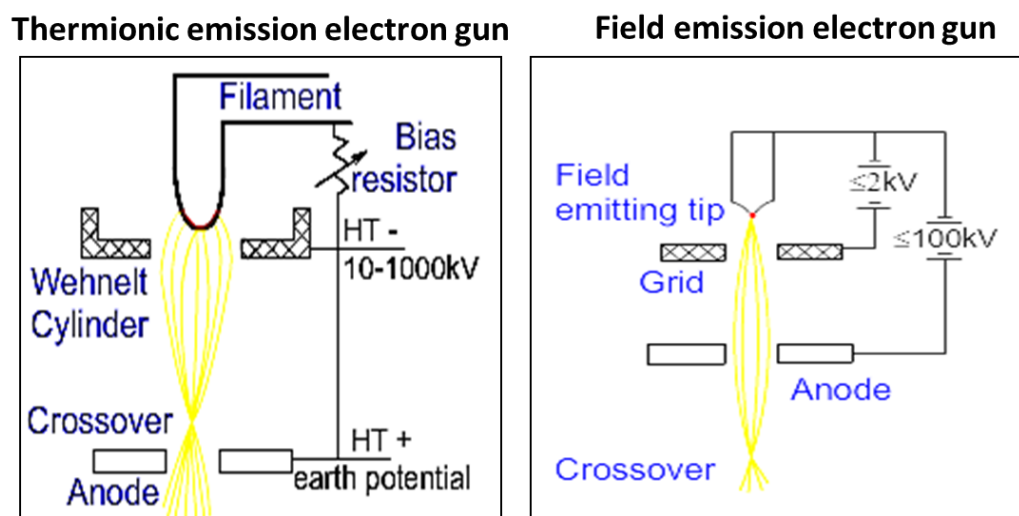 Thermionic emission electron gun
Filament
Bias
resistor
HT -
10-1000kV
Wehnelt
Cylinder
Crossover
HT +
earth potential
Anode
Field emission electron gun
Field
emitting tip
≤2kV
≤100kV
Grid
Anode
Crossover